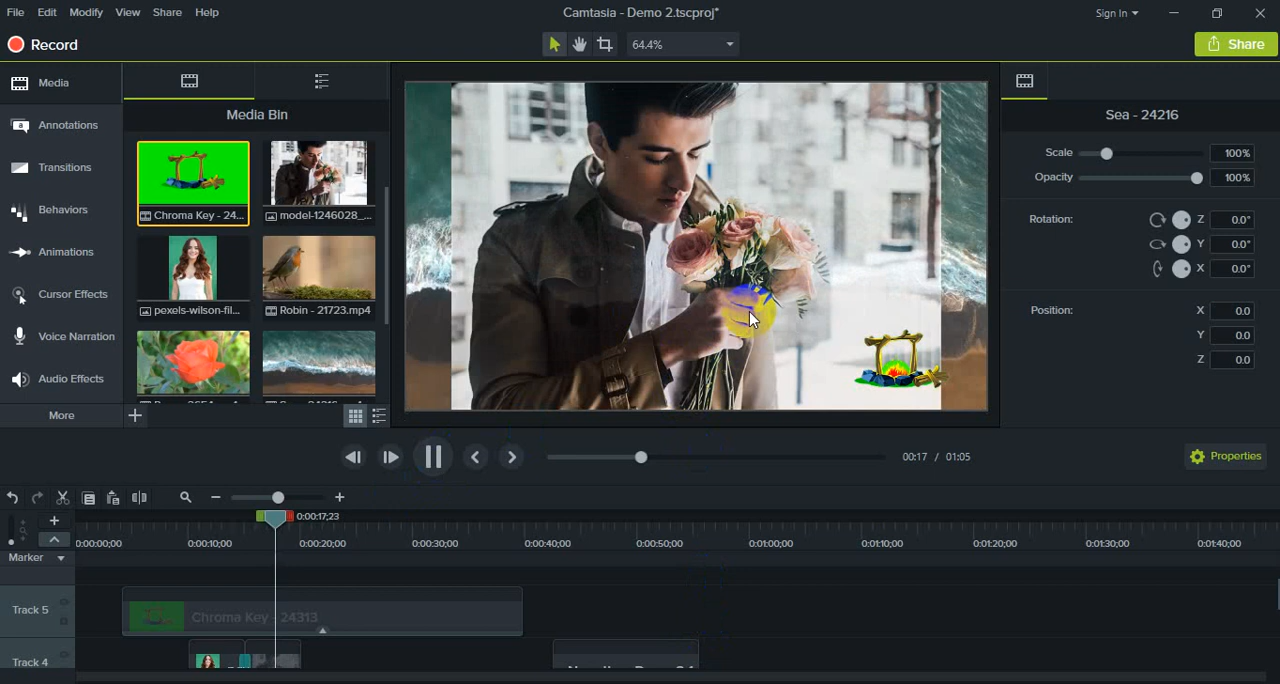 File Edit Modify View Share Help
Camtasia - Demo 2.tscproj*
Sign In
Record
64.4%
Share
Media
Annotations
Transitions
Behaviors
Animations
Cursor Effects
Voice Narration
Audio Effects
More
Media Bin
Chroma Key - 24...
model-1246028_...
pexels-wilson-fil...
Robin - 21723.mp4
Sea - 24216
Scale 100%
Opacity 100%
Rotation: Z 0.0°
Y 0.0°
X 0.0°
Position: X 0.0
Y 0.0
Z 0.0
00:17 / 01:05
Properties
0:00:17;23
0:00:00;00 0:00:10;00 0:00:20;00 0:00:30;00 0:00:40;00 0:00:50;00 0:01:00;00 0:01:10;00 0:01:20;00 0:01:30;00 0:01:40;00
Marker
Track 5
Chroma Key - 24313
Track 4